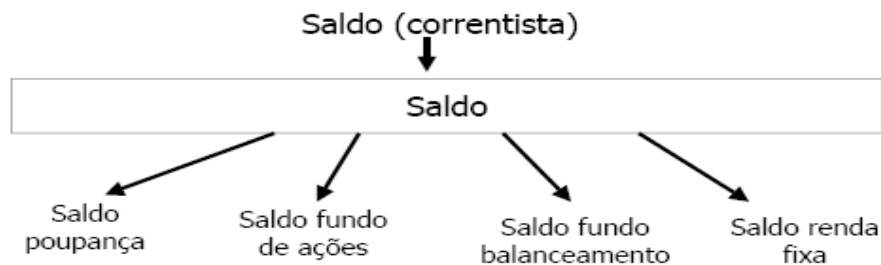 Saldo (correntista)
Saldo
Saldo
poupança
Saldo fundo
de ações
Saldo fundo
balanceamento
Saldo renda
fixa